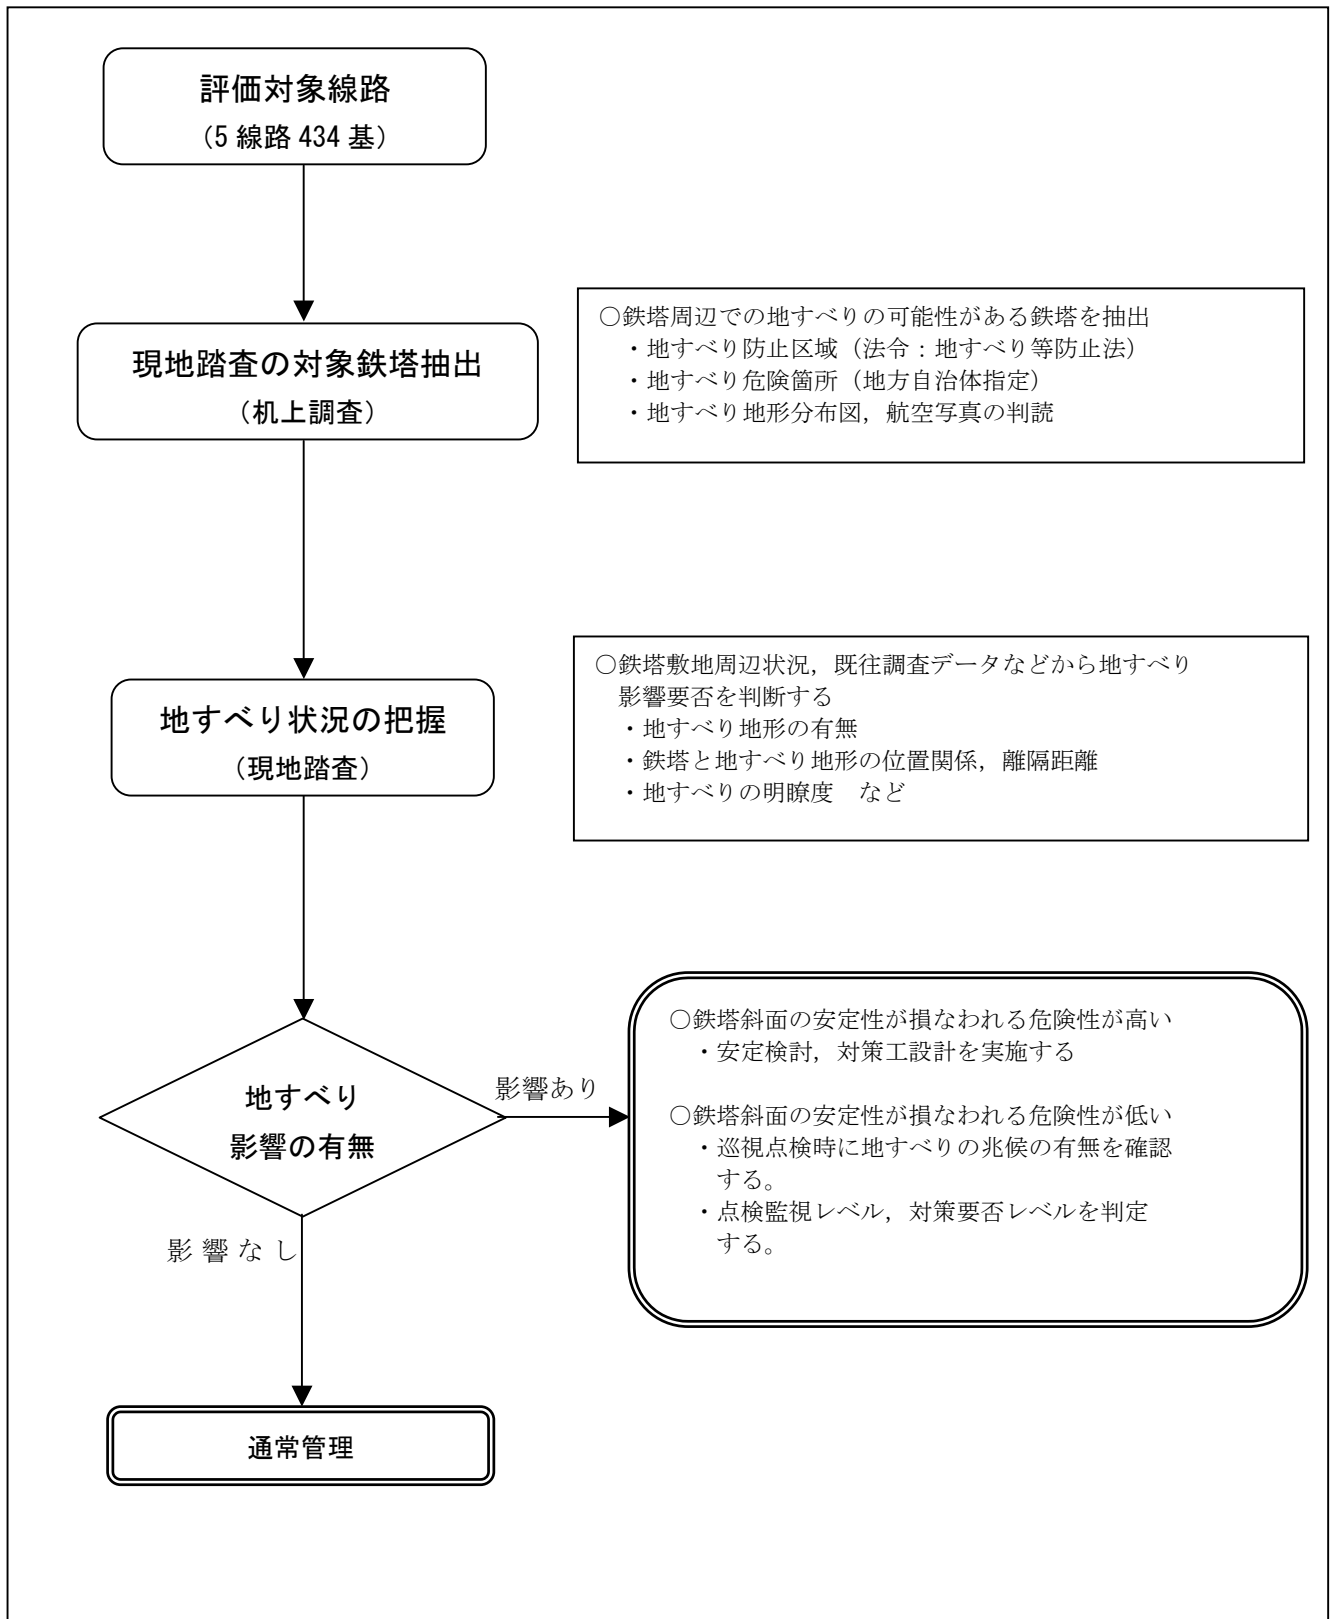 評価対象線路
（5 線路 434 基）
現地踏査の対象鉄塔抽出
（机上調査）
○鉄塔周辺での地すべりの可能性がある鉄塔を抽出
・地すべり防止区域（法令：地すべり等防止法）
・地すべり危険箇所（地方自治体指定）
・地すべり地形分布図，航空写真の判読
地すべり状況の把握
（現地踏査）
○鉄塔敷地周辺状況，既往調査データなどから地すべり
影響要否を判断する
・地すべり地形の有無
・鉄塔と地すべり地形の位置関係，離隔距離
・地すべりの明瞭度　など
地すべり
影響の有無
影響あり
○鉄塔斜面の安定性が損なわれる危険性が高い
・安定検討，対策工設計を実施する
○鉄塔斜面の安定性が損なわれる危険性が低い
・巡視点検時に地すべりの兆候の有無を確認
する。
・点検監視レベル，対策要否レベルを判定
する。
影響なし
通常管理